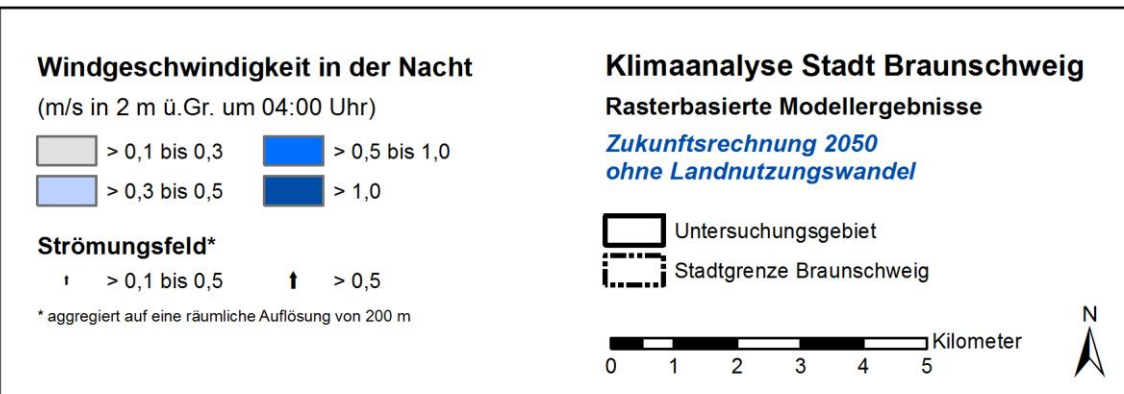 Windgeschwindigkeit in der Nacht
(m/s in 2 m ü.Gr. um 04:00 Uhr)
> 0,1 bis 0,3
> 0,5 bis 1,0
> 0,3 bis 0,5
> 1,0
Strömungsfeld*
> 0,1 bis 0,5
> 0,5
* aggregiert auf eine räumliche Auflösung von 200 m
Klimaanalyse Stadt Braunschweig
Rasterbasierte Modellergebnisse
Zukunftsrechnung 2050
ohne Landnutzungswandel
Untersuchungsgebiet
Stadtgrenze Braunschweig
Kilometer
0 1 2 3 4 5
N